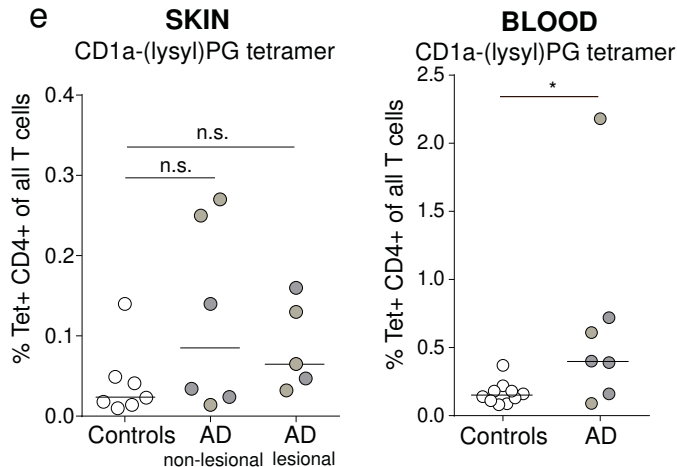 e
SKIN
CD1a-(lysyl)PG tetramer
% Tet+ CD4+ of all T cells
0.4
0.3
0.2
0.1
0.0
n.s.
n.s.
Controls
AD
non-lesional
AD
lesional
BLOOD
CD1a-(lysyl)PG tetramer
% Tet+ CD4+ of all T cells
2.5
2.0
1.5
1.0
0.5
0.0
*
Controls
AD